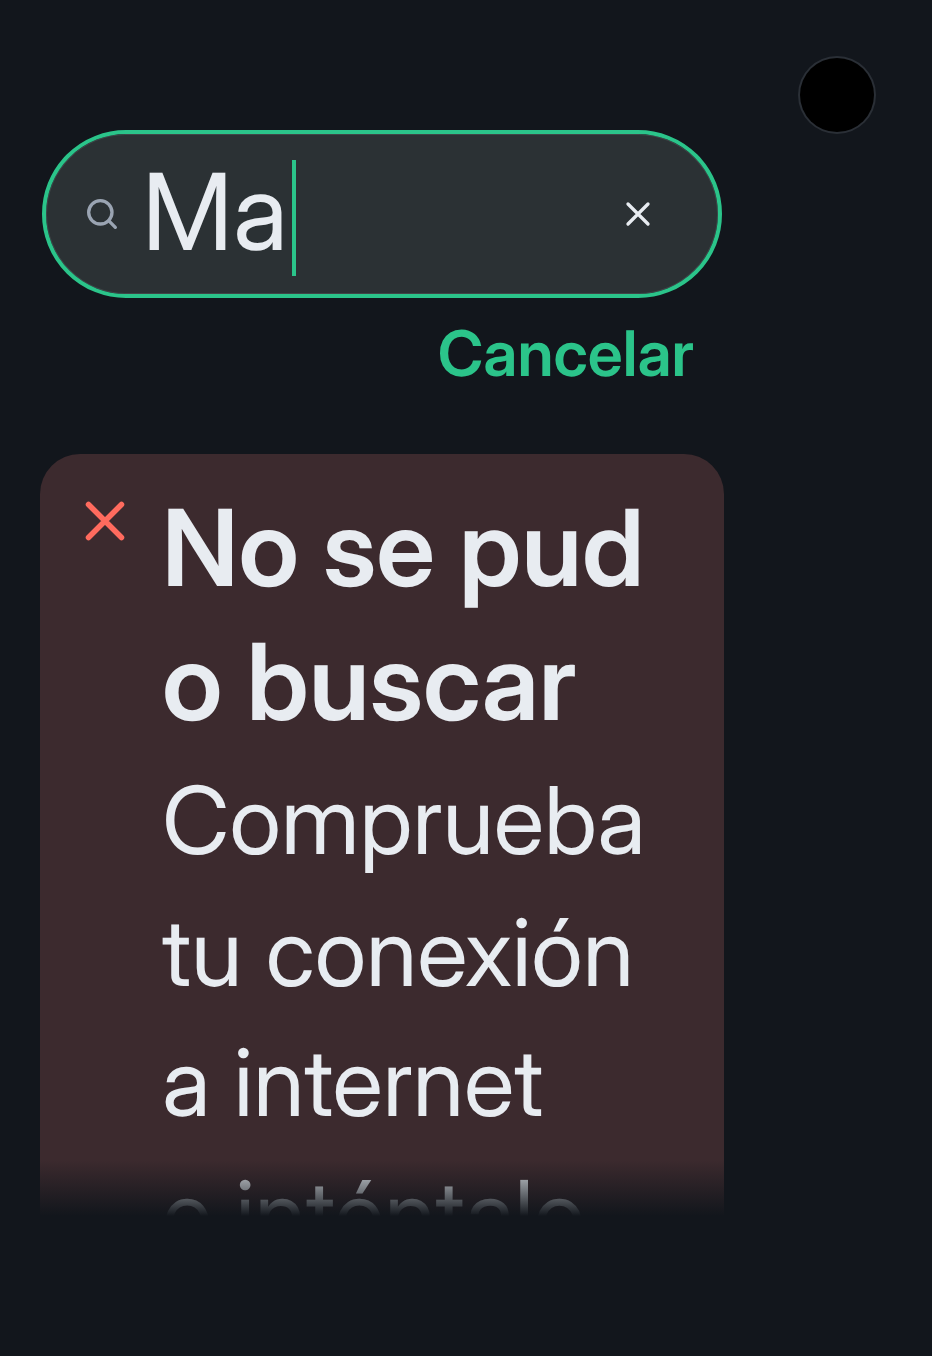 Ma
Cancelar
No se pud
o buscar
Comprueba
tu conexión
a internet